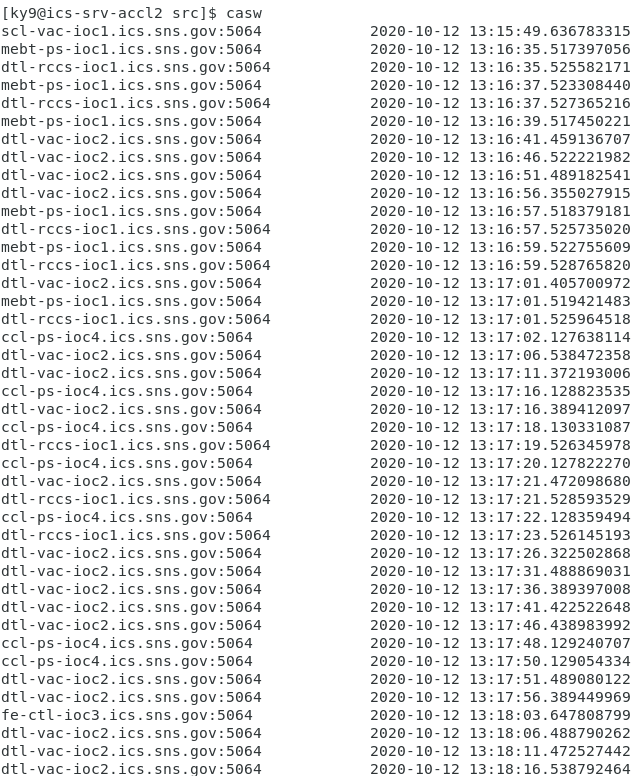 [ky9@ics-srv-accl2 src]$ casw
scl-vac-ioc1.ics.sns.gov:5064 2020-10-12 13:15:49.636783315
mebt-ps-ioc1.ics.sns.gov:5064 2020-10-12 13:16:35.517397056
dtl-rccs-ioc1.ics.sns.gov:5064 2020-10-12 13:16:35.525582171
mebt-ps-ioc1.ics.sns.gov:5064 2020-10-12 13:16:37.523308440
dtl-rccs-ioc1.ics.sns.gov:5064 2020-10-12 13:16:37.527365216
mebt-ps-ioc1.ics.sns.gov:5064 2020-10-12 13:16:39.517450221
dtl-vac-ioc2.ics.sns.gov:5064 2020-10-12 13:16:41.459136707
dtl-vac-ioc2.ics.sns.gov:5064 2020-10-12 13:16:46.522221982
dtl-vac-ioc2.ics.sns.gov:5064 2020-10-12 13:16:51.489182541
dtl-vac-ioc2.ics.sns.gov:5064 2020-10-12 13:16:56.355027915
mebt-ps-ioc1.ics.sns.gov:5064 2020-10-12 13:16:57.518379181
dtl-rccs-ioc1.ics.sns.gov:5064 2020-10-12 13:16:57.525735020
mebt-ps-ioc1.ics.sns.gov:5064 2020-10-12 13:16:59.522755609
dtl-rccs-ioc1.ics.sns.gov:5064 2020-10-12 13:16:59.528765820
dtl-vac-ioc2.ics.sns.gov:5064 2020-10-12 13:17:01.405700972
mebt-ps-ioc1.ics.sns.gov:5064 2020-10-12 13:17:01.519421483
dtl-rccs-ioc1.ics.sns.gov:5064 2020-10-12 13:17:01.525964518
ccl-ps-ioc4.ics.sns.gov:5064 2020-10-12 13:17:02.127638114
dtl-vac-ioc2.ics.sns.gov:5064 2020-10-12 13:17:06.538472358
dtl-vac-ioc2.ics.sns.gov:5064 2020-10-12 13:17:11.372193006
ccl-ps-ioc4.ics.sns.gov:5064 2020-10-12 13:17:16.128823535
dtl-vac-ioc2.ics.sns.gov:5064 2020-10-12 13:17:16.389412097
ccl-ps-ioc4.ics.sns.gov:5064 2020-10-12 13:17:18.130331087
dtl-rccs-ioc1.ics.sns.gov:5064 2020-10-12 13:17:19.526345978
ccl-ps-ioc4.ics.sns.gov:5064 2020-10-12 13:17:20.127822270
dtl-vac-ioc2.ics.sns.gov:5064 2020-10-12 13:17:21.472098680
dtl-rccs-ioc1.ics.sns.gov:5064 2020-10-12 13:17:21.528593529
ccl-ps-ioc4.ics.sns.gov:5064 2020-10-12 13:17:22.128359494
dtl-rccs-ioc1.ics.sns.gov:5064 2020-10-12 13:17:23.526145193
dtl-vac-ioc2.ics.sns.gov:5064 2020-10-12 13:17:26.322502868
dtl-vac-ioc2.ics.sns.gov:5064 2020-10-12 13:17:31.488869031
dtl-vac-ioc2.ics.sns.gov:5064 2020-10-12 13:17:36.389397008
dtl-vac-ioc2.ics.sns.gov:5064 2020-10-12 13:17:41.422522648
dtl-vac-ioc2.ics.sns.gov:5064 2020-10-12 13:17:46.438983992
ccl-ps-ioc4.ics.sns.gov:5064 2020-10-12 13:17:48.129240707
ccl-ps-ioc4.ics.sns.gov:5064 2020-10-12 13:17:50.129054334
dtl-vac-ioc2.ics.sns.gov:5064 2020-10-12 13:17:51.489080122
dtl-vac-ioc2.ics.sns.gov:5064 2020-10-12 13:17:56.389449969
fe-ctl-ioc3.ics.sns.gov:5064 2020-10-12 13:18:03.647808799
dtl-vac-ioc2.ics.sns.gov:5064 2020-10-12 13:18:06.488790262
dtl-vac-ioc2.ics.sns.gov:5064 2020-10-12 13:18:11.472527442
dtl-vac-ioc2.ics.sns.gov:5064 2020-10-12 13:18:16.538792464